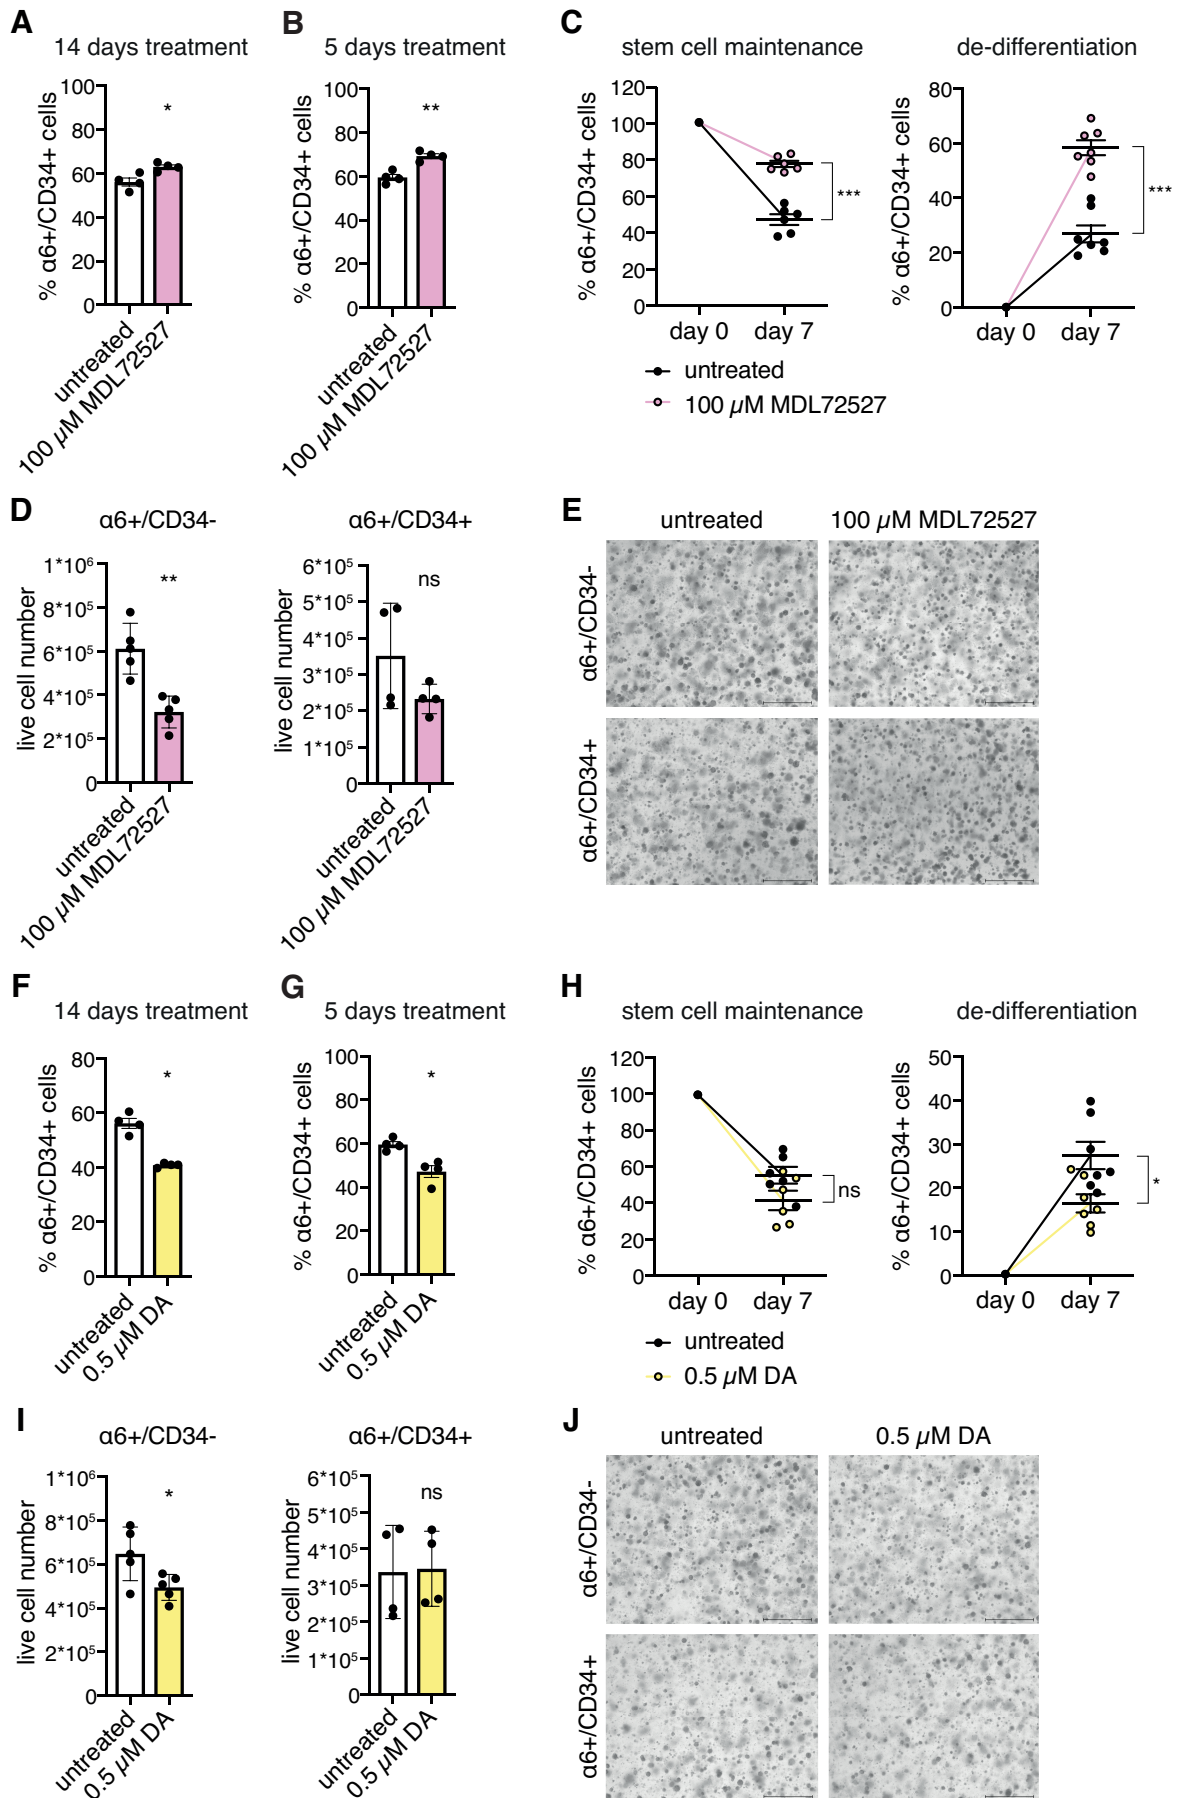 A
14 days treatment
% α6+/CD34+ cells
100
80
60
40
20
0
*
untreated
100 µM MDL72527
B
5 days treatment
% α6+/CD34+ cells
100
80
60
40
20
0
**
untreated
100 µM MDL72527
C
stem cell maintenance
% α6+/CD34+ cells
120
100
80
60
40
20
0
***
day 0
day 7
de-differentiation
% α6+/CD34+ cells
80
60
40
20
0
***
day 0
day 7
untreated
100 µM MDL72527
D
α6+/CD34-
live cell number
1*10⁶
8*10⁵
6*10⁵
4*10⁵
2*10⁵
0
**
untreated
100 µM MDL72527
α6+/CD34+
live cell number
6*10⁵
5*10⁵
4*10⁵
3*10⁵
2*10⁵
1*10⁵
0
ns
untreated
100 µM MDL72527
E
untreated
100 µM MDL72527
α6+/CD34-
α6+/CD34+
F
14 days treatment
% α6+/CD34+ cells
80
60
40
20
0
*
untreated
0.5 µM DA
G
5 days treatment
% α6+/CD34+ cells
100
80
60
40
20
0
*
untreated
0.5 µM DA
H
stem cell maintenance
% α6+/CD34+ cells
120
100
80
60
40
20
0
ns
day 0
day 7
de-differentiation
% α6+/CD34+ cells
50
40
30
20
10
0
*
day 0
day 7
untreated
0.5 µM DA
I
α6+/CD34-
live cell number
1*10⁶
8*10⁵
6*10⁵
4*10⁵
2*10⁵
0
*
untreated
0.5 µM DA
α6+/CD34+
live cell number
6*10⁵
5*10⁵
4*10⁵
3*10⁵
2*10⁵
1*10⁵
0
ns
untreated
0.5 µM DA
J
untreated
0.5 µM DA
α6+/CD34-
α6+/CD34+